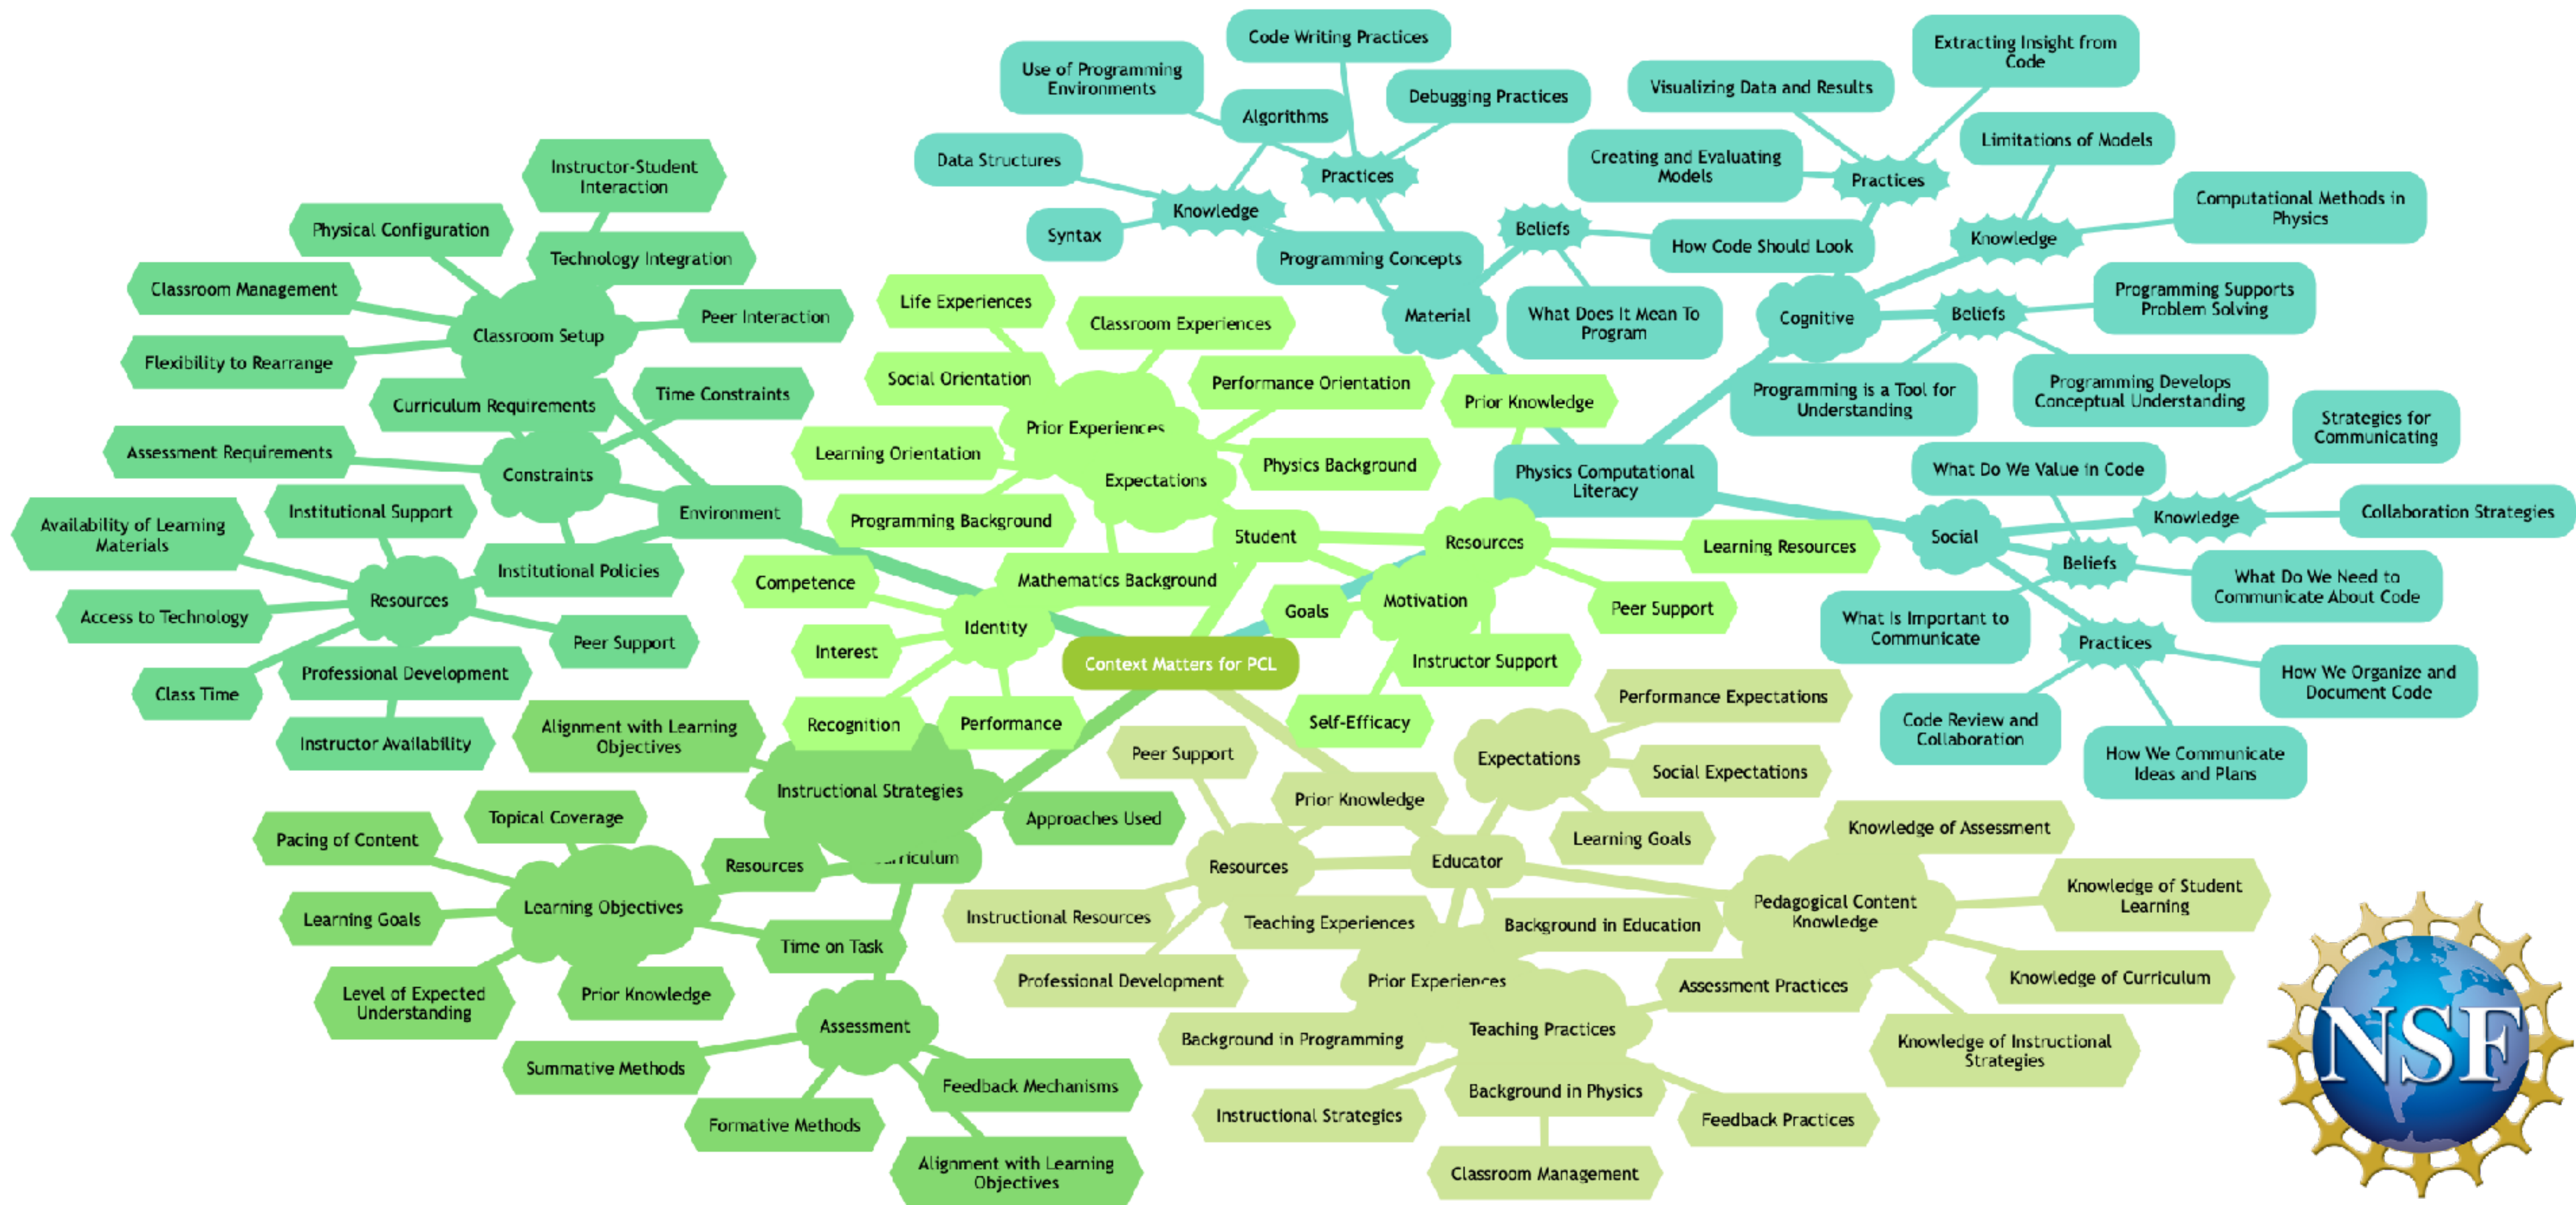 Context Matters for PCL
Physics Computational
Literacy
Material
Practices
Code Writing Practices
Use of Programming
Environments
Debugging Practices
Knowledge
Algorithms
Data Structures
Syntax
Programming Concepts
Beliefs
How Code Should Look
What Does It Mean To
Program
Cognitive
Practices
Extracting Insight from
Code
Visualizing Data and Results
Creating and Evaluating
Models
Knowledge
Limitations of Models
Computational Methods in
Physics
Beliefs
Programming Supports
Problem Solving
Programming Develops
Conceptual Understanding
Programming is a Tool for
Understanding
Social
Knowledge
Strategies for
Communicating
Collaboration Strategies
Beliefs
What Do We Value in Code
What Do We Need to
Communicate About Code
What Is Important to
Communicate
Practices
How We Organize and
Document Code
Code Review and
Collaboration
How We Communicate
Ideas and Plans
Environment
Classroom Setup
Instructor-Student
Interaction
Physical Configuration
Technology Integration
Classroom Management
Peer Interaction
Flexibility to Rearrange
Constraints
Curriculum Requirements
Time Constraints
Assessment Requirements
Institutional Policies
Resources
Institutional Support
Availability of Learning
Materials
Access to Technology
Peer Support
Class Time
Professional Development
Instructor Availability
Student
Prior Experiences
Life Experiences
Classroom Experiences
Social Orientation
Performance Orientation
Learning Orientation
Expectations
Physics Background
Programming Background
Mathematics Background
Resources
Prior Knowledge
Learning Resources
Peer Support
Instructor Support
Motivation
Goals
Self-Efficacy
Identity
Competence
Interest
Recognition
Performance
Instructional Strategies
Alignment with Learning
Objectives
Approaches Used
Resources
Learning Objectives
Topical Coverage
Pacing of Content
Learning Goals
Level of Expected
Understanding
Prior Knowledge
Time on Task
Assessment
Summative Methods
Formative Methods
Feedback Mechanisms
Alignment with Learning
Objectives
Educator
Expectations
Performance Expectations
Social Expectations
Learning Goals
Resources
Peer Support
Prior Knowledge
Instructional Resources
Professional Development
Prior Experiences
Teaching Experiences
Background in Education
Background in Programming
Background in Physics
Teaching Practices
Assessment Practices
Instructional Strategies
Feedback Practices
Classroom Management
Pedagogical Content
Knowledge
Knowledge of Assessment
Knowledge of Student
Learning
Knowledge of Curriculum
Knowledge of Instructional
Strategies
NSF